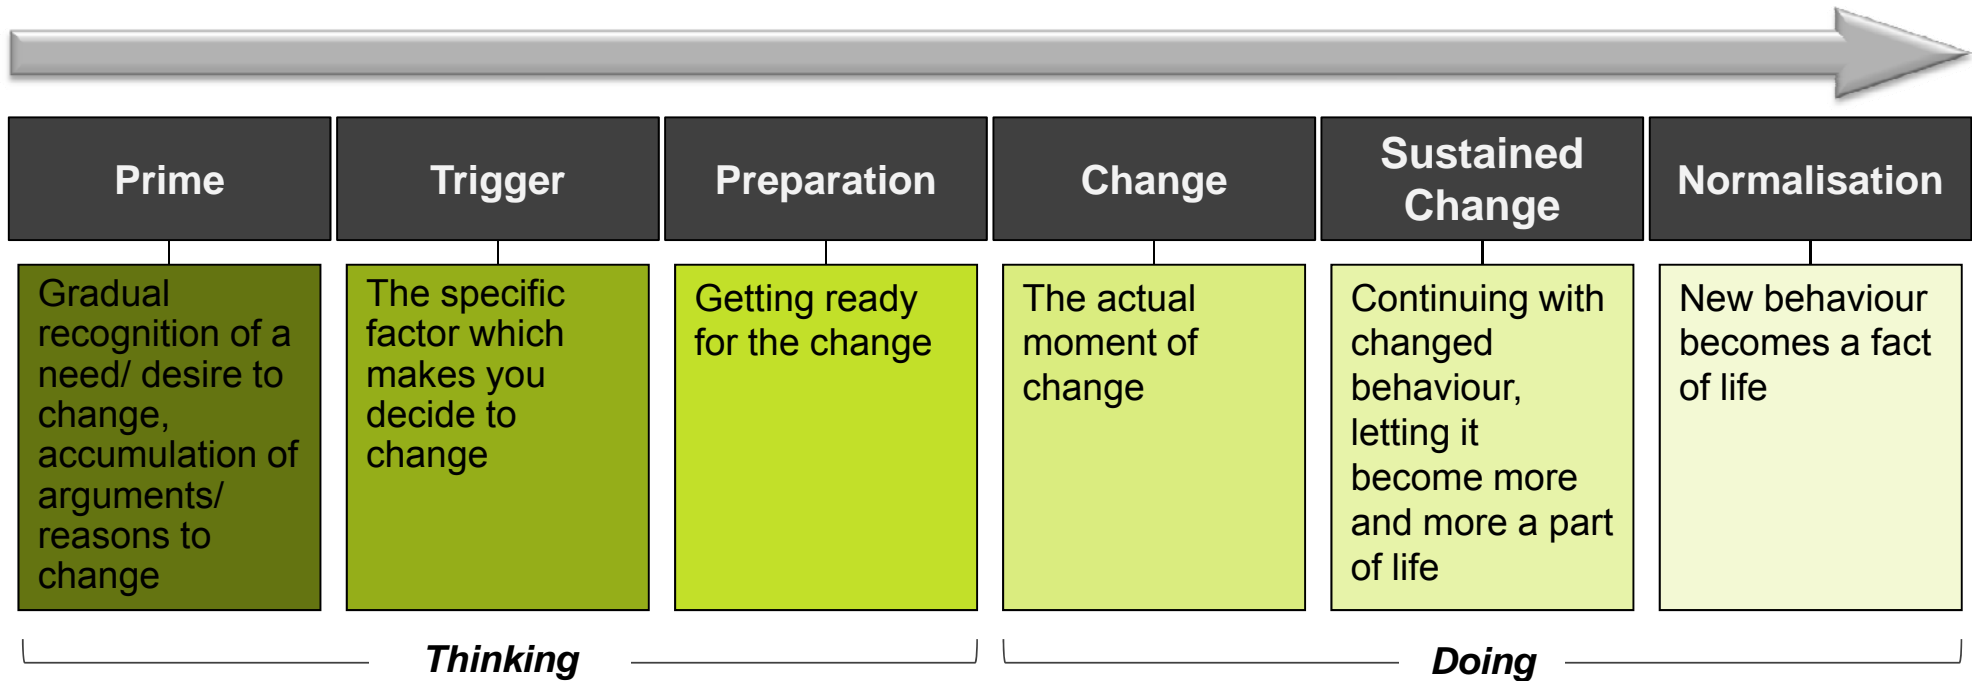 Prime
Trigger
Preparation
Change
Sustained
Change
Normalisation
Gradual
recognition of a
need/ desire to
change,
accumulation of
arguments/
reasons to
change
The specific
factor which
makes you
decide to
change
Getting ready
for the change
The actual
moment of
change
Continuing with
changed
behaviour,
letting it
become more
and more a part
of life
New behaviour
becomes a fact
of life
Thinking
Doing